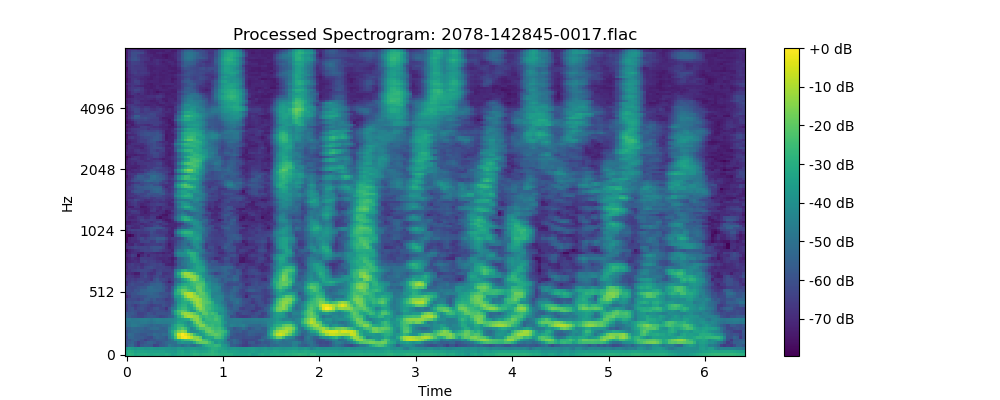 Processed Spectrogram: 2078-142845-0017.flac
Hz
4096
2048
1024
512
0
0 1 2 3 4 5 6
Time
+0 dB
-10 dB
-20 dB
-30 dB
-40 dB
-50 dB
-60 dB
-70 dB